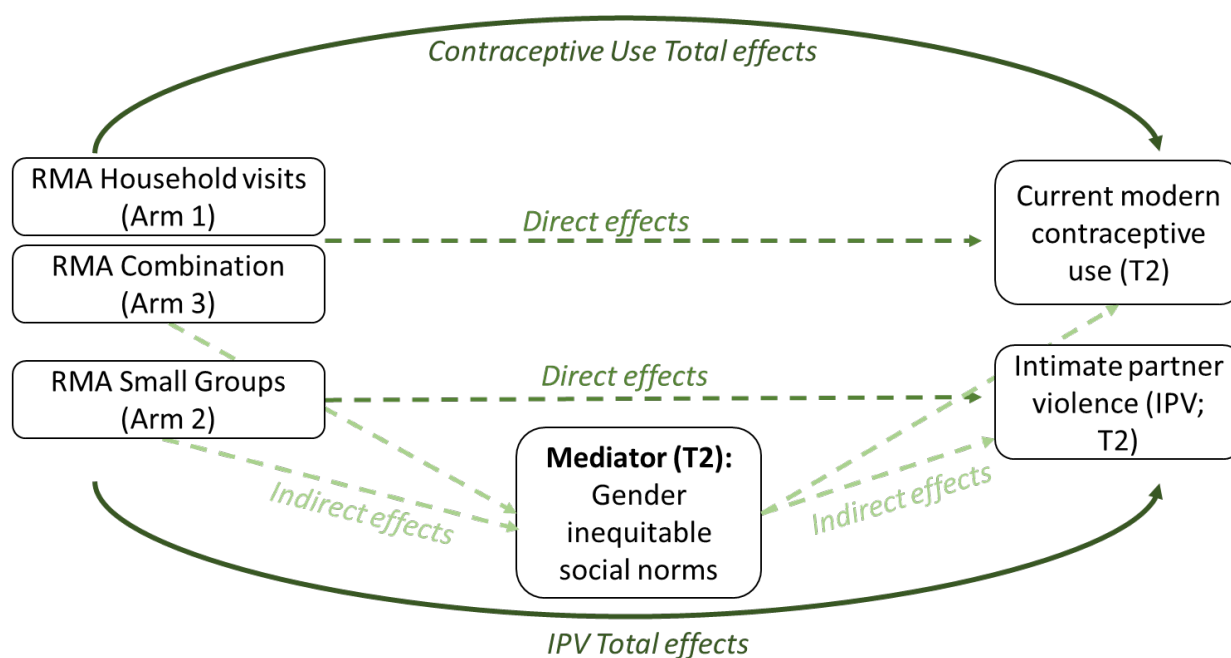 Contraceptive Use Total effects
RMA Household visits
(Arm 1)
RMA Combination
(Arm 3)
RMA Small Groups
(Arm 2)
Direct effects
Direct effects
Indirect effects
Mediator (T2):
Gender
inequitable
social norms
Indirect effects
Current modern
contraceptive
use (T2)
Intimate partner
violence (IPV;
T2)
IPV Total effects